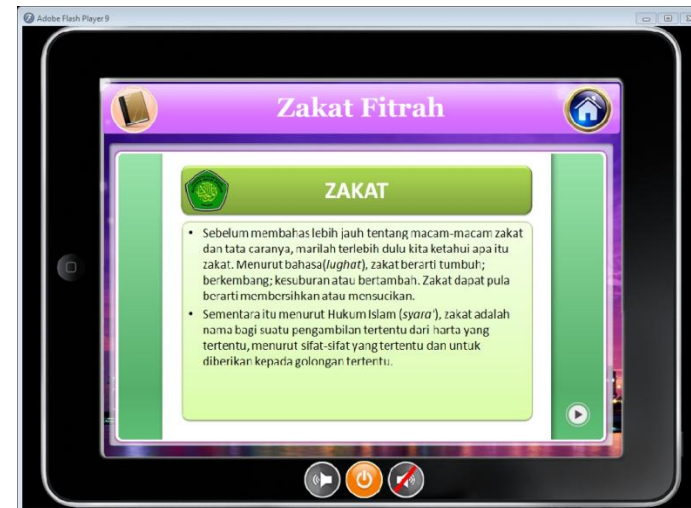 Adobe Flash Player 9
Zakat Fitrah
ZAKAT
• Sebelum membahas lebih jauh tentang macam-macam zakat
dan tata caranya, marilah terlebih dulu kita ketahui apa itu
zakat. Menurut bahasa(lughat), zakat berarti tumbuh;
berkembang; kesuburan atau bertambah. Zakat dapat pula
berarti membersihkan atau mensucikan.
• Sementara itu menurut Hukum Islam (syara'), zakat adalah
nama bagi suatu pengambilan tertentu dari harta yang
tertentu, menurut sifat-sifat yang tertentu dan untuk
diberikan kepada golongan tertentu.